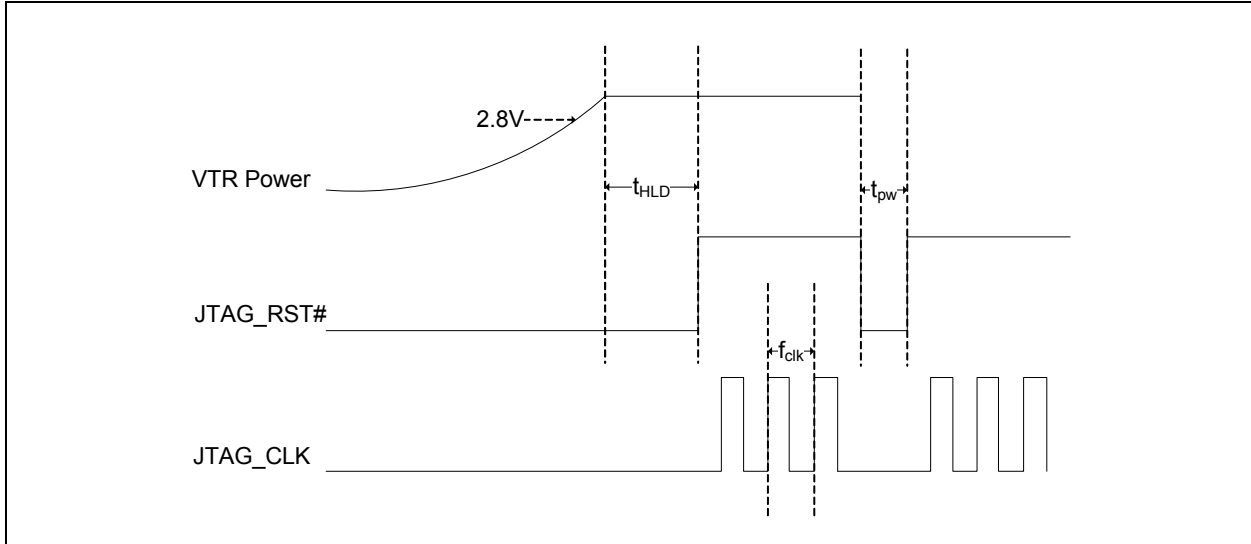 2.8V
VTR Power
tHLD
tpw
JTAG_RST#
fclk
JTAG_CLK